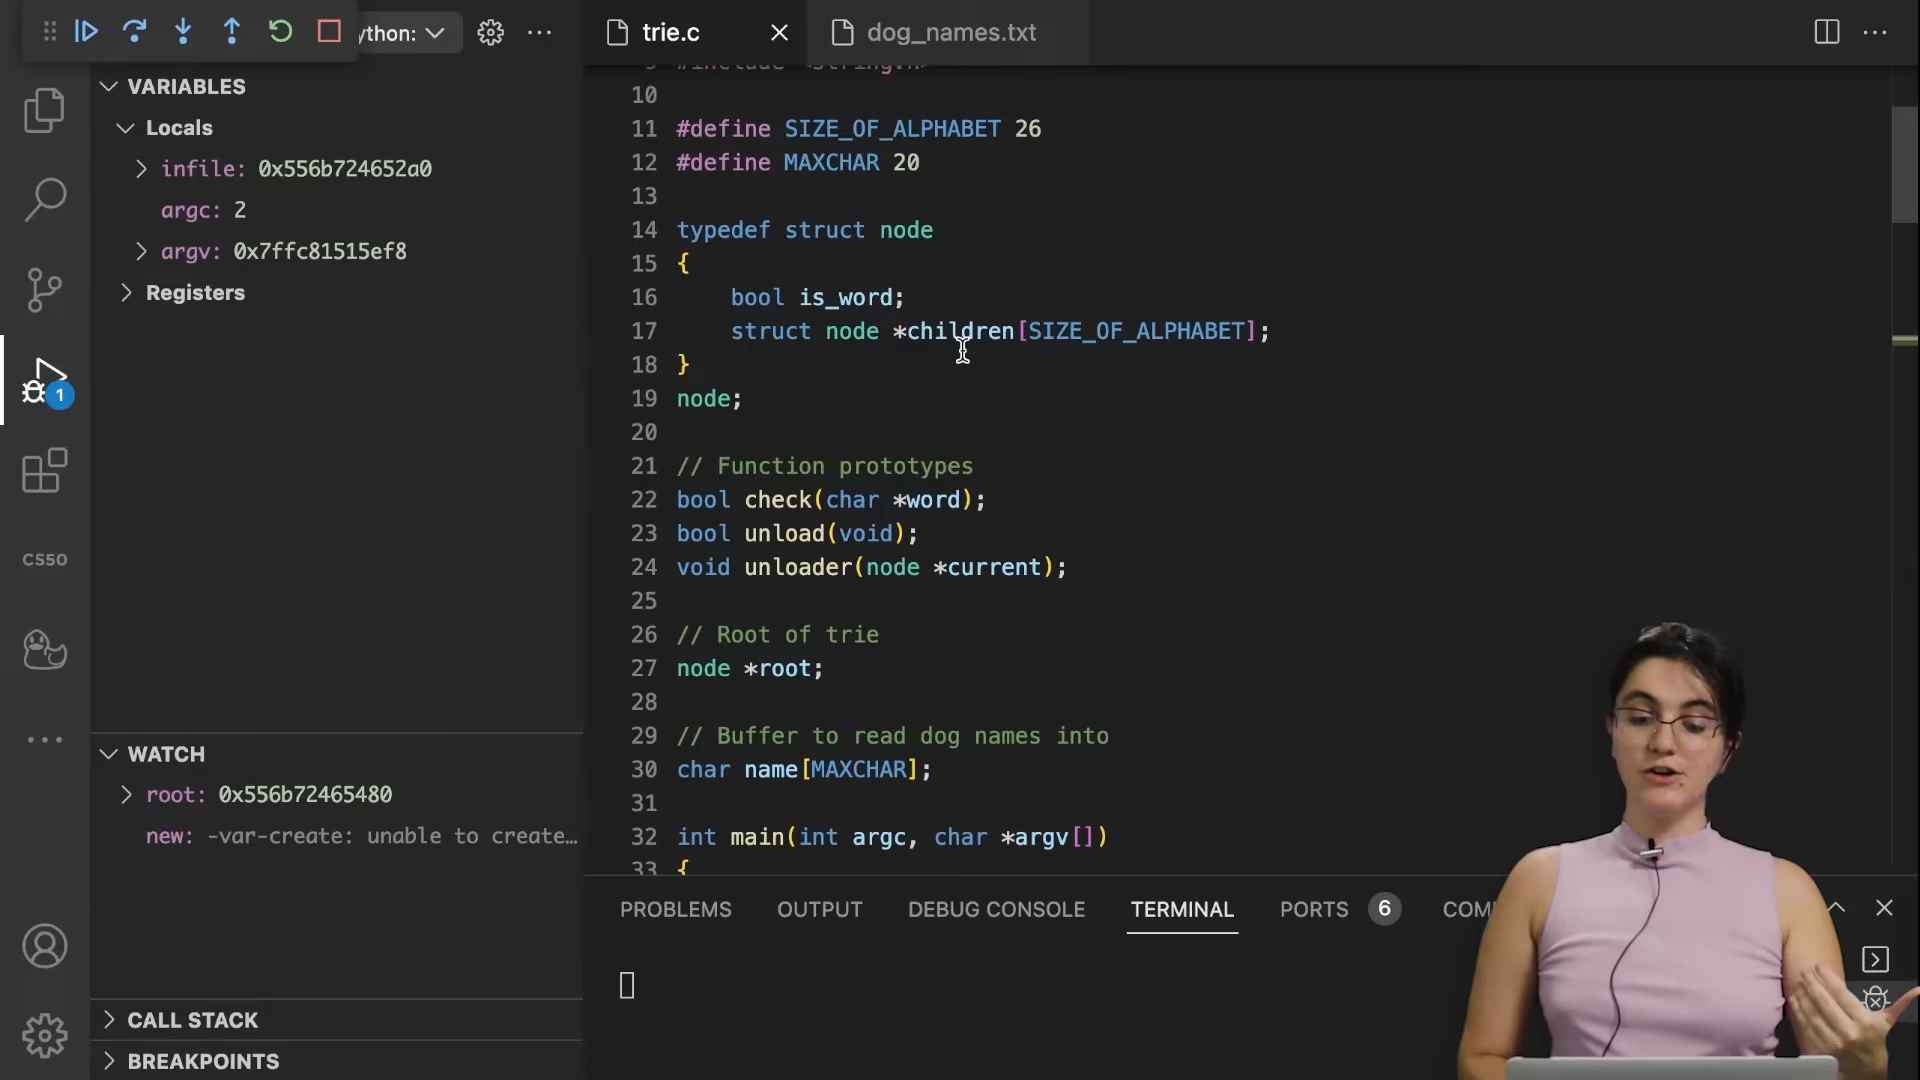 ython:
trie.c
dog_names.txt
VARIABLES
Locals
infile: 0x556b724652a0
argc: 2
argv: 0x7ffc81515ef8
Registers
CS50
1
WATCH
root: 0x556b72465480
new: -var-create: unable to create…
CALL STACK
BREAKPOINTS
9 #include <string.h>
10
11 #define SIZE_OF_ALPHABET 26
12 #define MAXCHAR 20
13
14 typedef struct node
15 {
16 bool is_word;
17 struct node *children[SIZE_OF_ALPHABET];
18 }
19 node;
20
21 // Function prototypes
22 bool check(char *word);
23 bool unload(void);
24 void unloader(node *current);
25
26 // Root of trie
27 node *root;
28
29 // Buffer to read dog names into
30 char name[MAXCHAR];
31
32 int main(int argc, char *argv[])
33 {
PROBLEMS OUTPUT DEBUG CONSOLE TERMINAL PORTS 6 COM